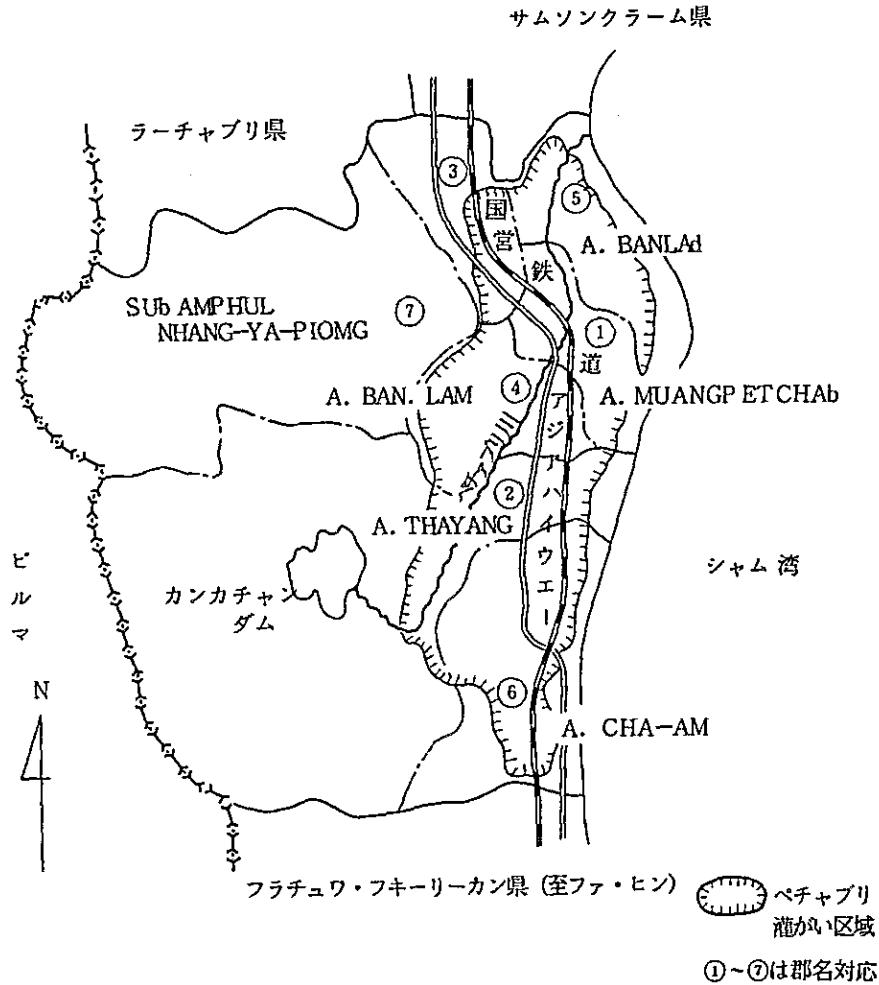 サムソンクラーム県
ラーチャブリ県
③
国営鉄道
⑤
A. BANLAd
SUb AMPHUL
NHANG-YA-PIOMG
⑦
①
A. BAN. LAM
④
A. MUANGPETCHAb
アジアハイウエー
②
A. THAYANG
カンカチャン
ダム
シャム湾
ビルマ
N
⑥
A. CHA-AM
フラチュワ・フキーリーカン県(至ファ・ヒン)
ペチャブリ
灌がい区域
①~⑦は郡名対応